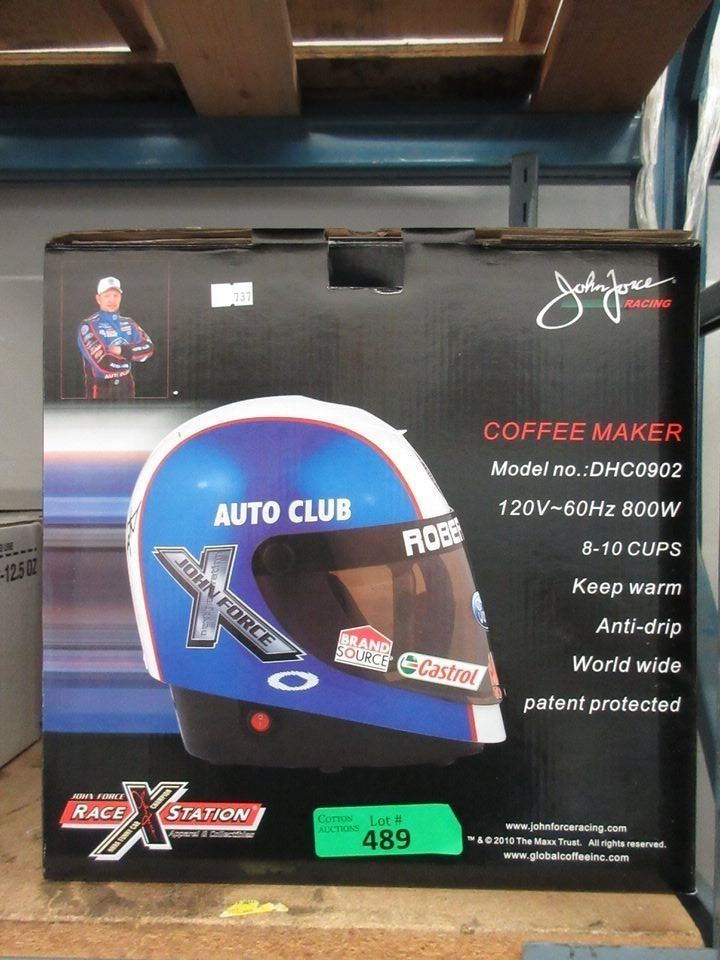 737
John Force
RACING
COFFEE MAKER
Model no.:DHC0902
120V~60Hz 800W
8-10 CUPS
Keep warm
Anti-drip
World wide
patent protected
AUTO CLUB
ROBER
JOHN FORCE
X
BRAND
SOURCE
Castrol
-12.5 OZ
JOHN FORCE
RACE X STATION
Apparel & Collectibles
COTTON
AUCTIONS
Lot #
489
www.johnforceracing.com
™ & © 2010 The Maxx Trust. All rights reserved.
www.globalcoffeeinc.com